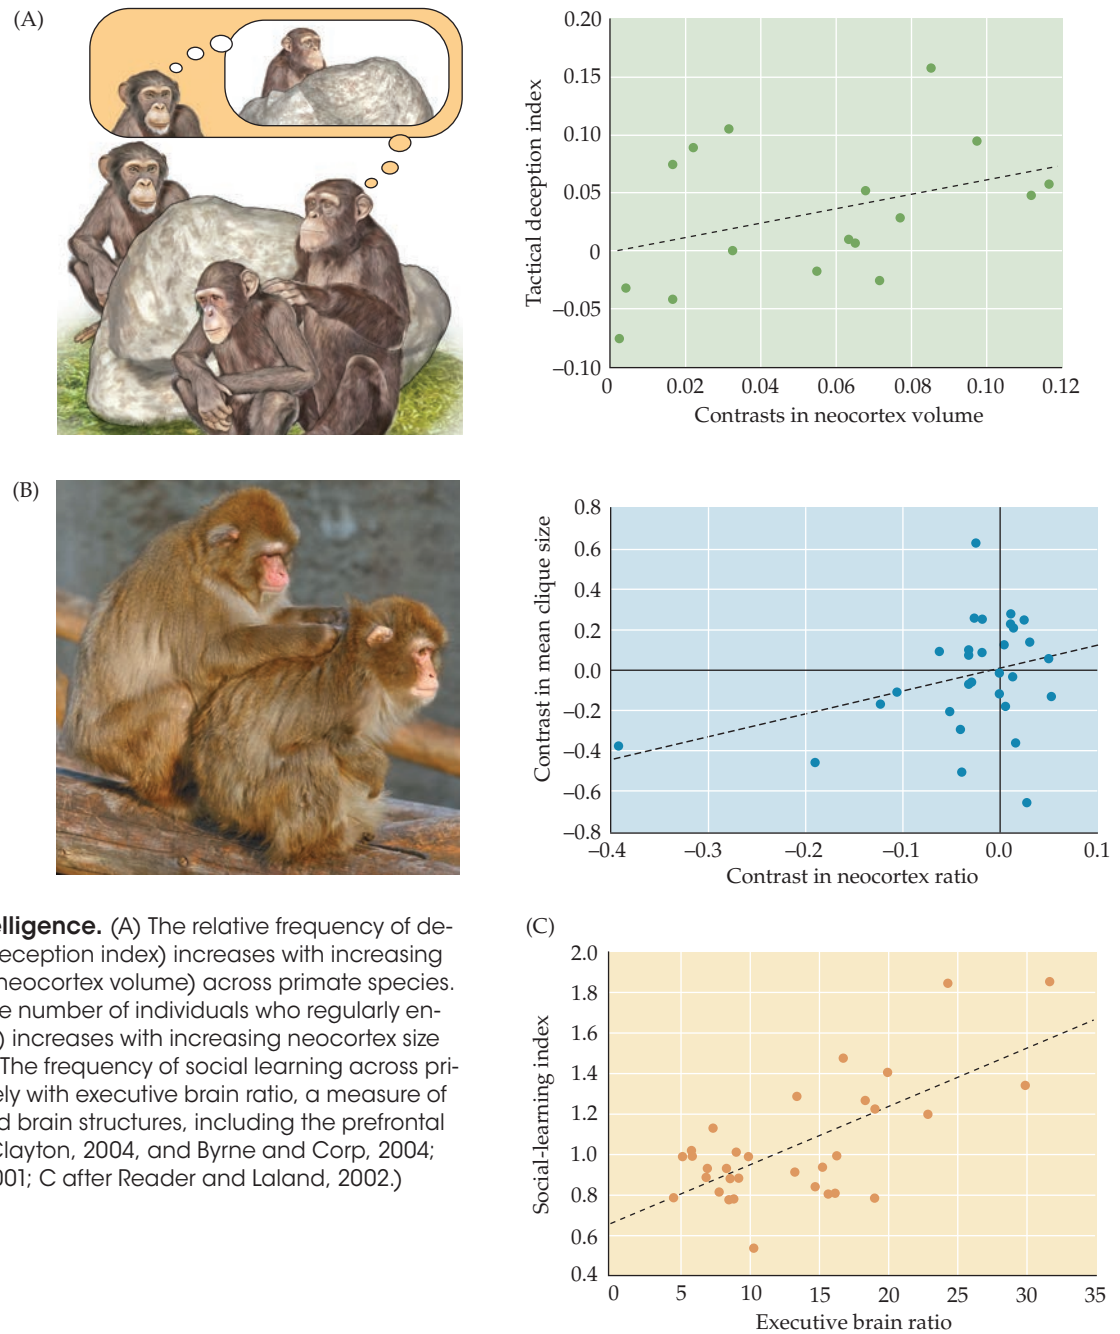 (A)
0.20
0.15
0.10
0.05
0
–0.05
–0.10
Tactical deception index
0 0.02 0.04 0.06 0.08 0.10 0.12
Contrasts in neocortex volume
(B)
0.8
0.6
0.4
0.2
0.0
–0.2
–0.4
–0.6
–0.8
Contrast in mean clique size
–0.4 –0.3 –0.2 –0.1 0.0 0.1
Contrast in neocortex ratio
elligence. (A) The relative frequency of de-
eception index) increases with increasing
neocortex volume) across primate species.
e number of individuals who regularly en-
) increases with increasing neocortex size
The frequency of social learning across pri-
ely with executive brain ratio, a measure of
d brain structures, including the prefrontal
Clayton, 2004, and Byrne and Corp, 2004;
001; C after Reader and Laland, 2002.)
(C)
2.0
1.8
1.6
1.4
1.2
1.0
0.8
0.6
0.4
Social-learning index
0 5 10 15 20 25 30 35
Executive brain ratio